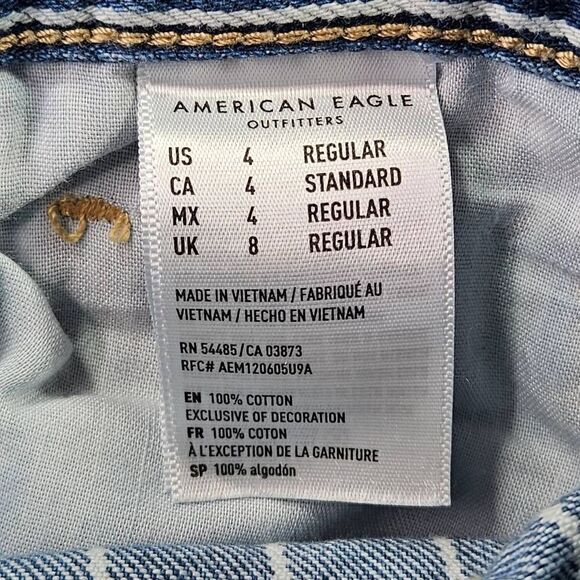 AMERICAN EAGLE
OUTFITTERS
US 4 REGULAR
CA 4 STANDARD
MX 4 REGULAR
UK 8 REGULAR
MADE IN VIETNAM / FABRIQUÉ AU
VIETNAM / HECHO EN VIETNAM
RN 54485/CA 03873
RFC# AEM120605U9A
EN 100% COTTON
EXCLUSIVE OF DECORATION
FR 100% COTON
À L'EXCEPTION DE LA GARNITURE
SP 100% algodón